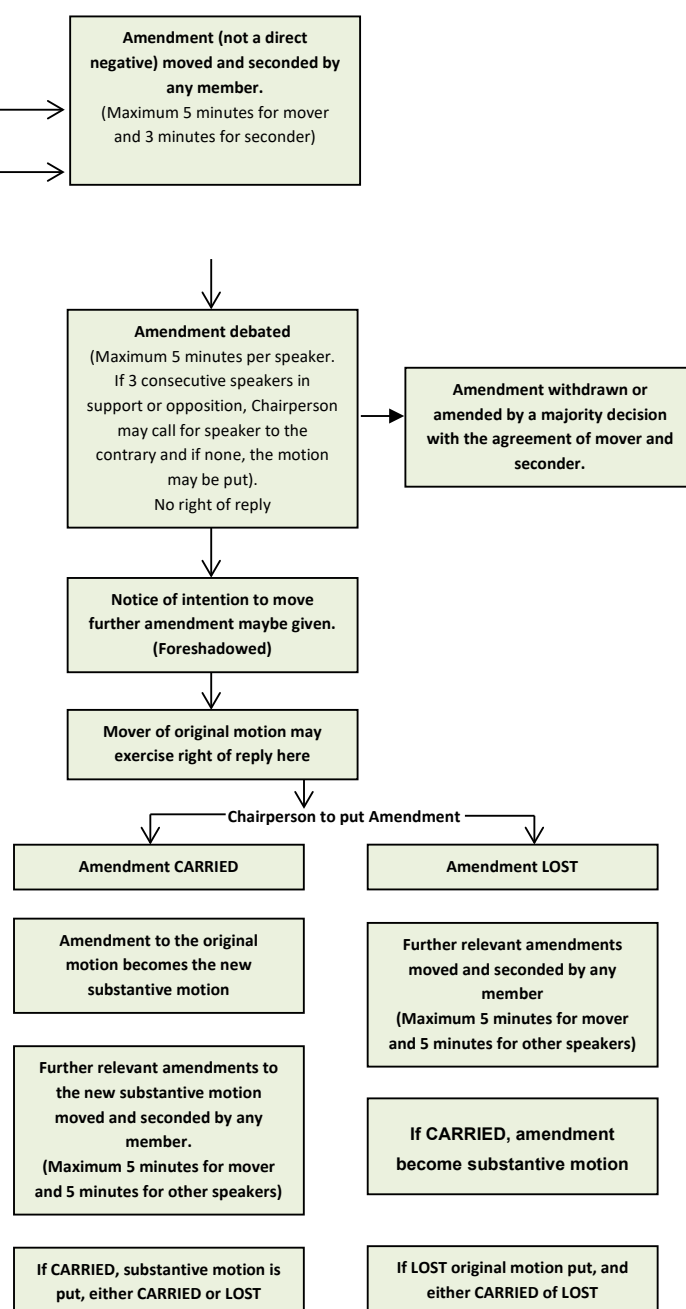 Amendment (not a direct
negative) moved and seconded by
any member.
(Maximum 5 minutes for mover
and 3 minutes for seconder)
Amendment debated
(Maximum 5 minutes per speaker.
If 3 consecutive speakers in
support or opposition, Chairperson
may call for speaker to the
contrary and if none, the motion
may be put).
No right of reply
Amendment withdrawn or
amended by a majority decision
with the agreement of mover and
seconder.
Notice of intention to move
further amendment maybe given.
(Foreshadowed)
Mover of original motion may
exercise right of reply here
Chairperson to put Amendment
Amendment CARRIED
Amendment to the original
motion becomes the new
substantive motion
Further relevant amendments to
the new substantive motion
moved and seconded by any
member.
(Maximum 5 minutes for mover
and 5 minutes for other speakers)
If CARRIED, substantive motion is
put, either CARRIED or LOST
Amendment LOST
Further relevant amendments
moved and seconded by any
member
(Maximum 5 minutes for mover
and 5 minutes for other speakers)
If CARRIED, amendment
become substantive motion
If LOST original motion put, and
either CARRIED of LOST